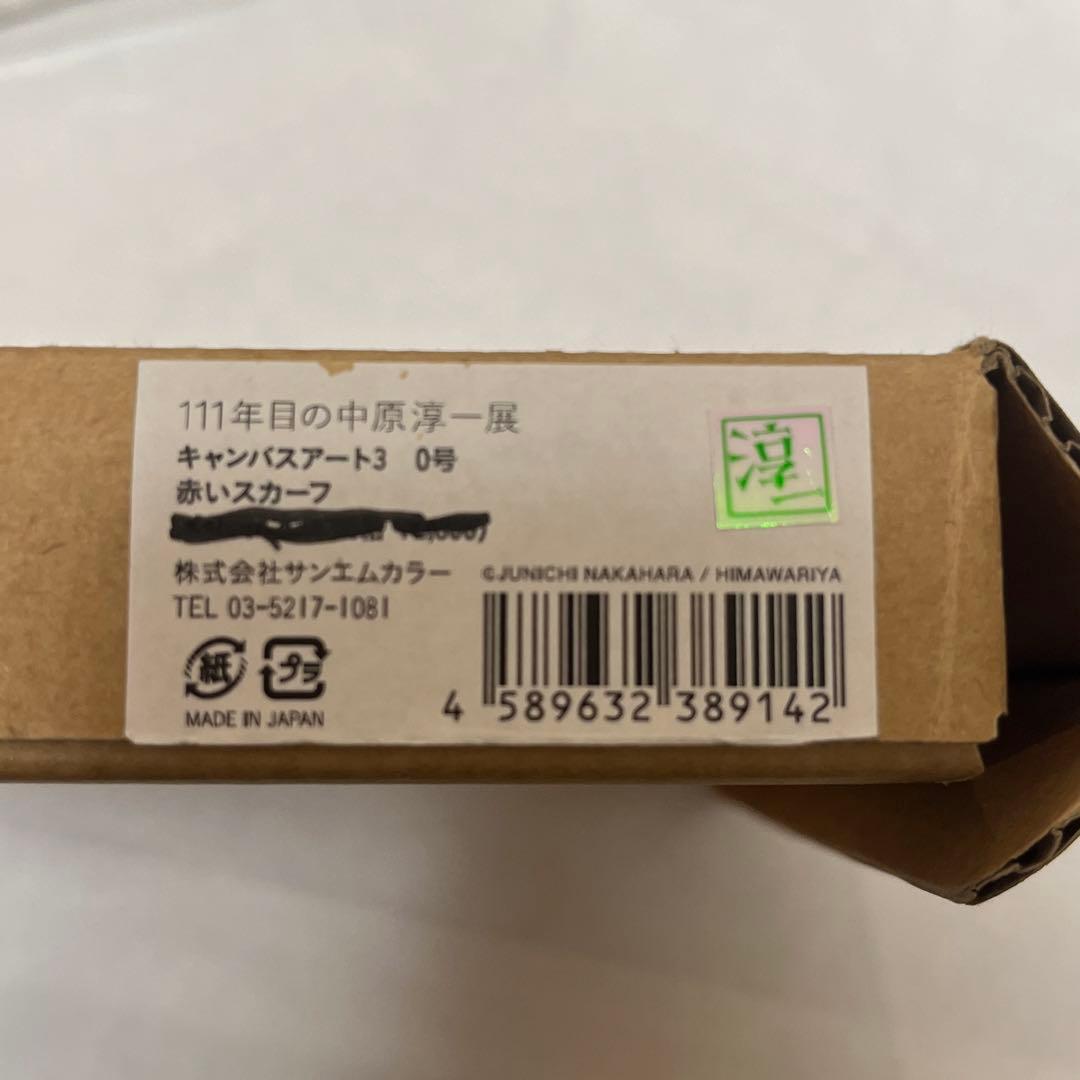 111年目の中原淳一展
キャンバスアート3 0号
赤いスカーフ
株式会社サンエムカラー
TEL 03-5217-1081
紙
プラ
MADE IN JAPAN
淳一
©JUNICHI NAKAHARA / HIMAWARIYA
4 589632 389142